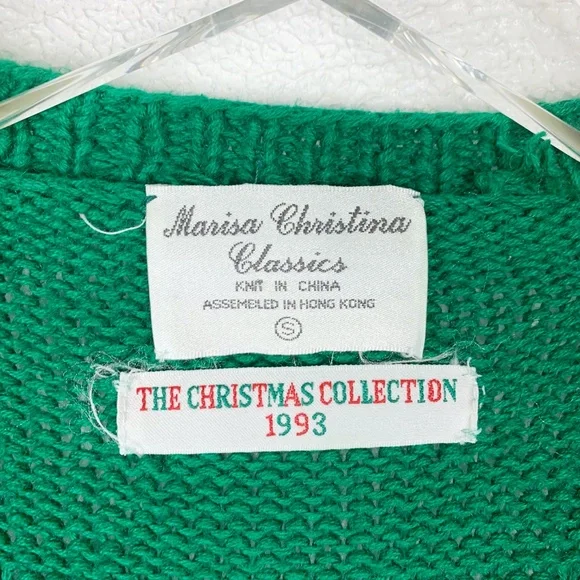 Marisa Christina
Classics
KNIT IN CHINA
ASSEMBLED IN HONG KONG
S
THE CHRISTMAS COLLECTION
1993